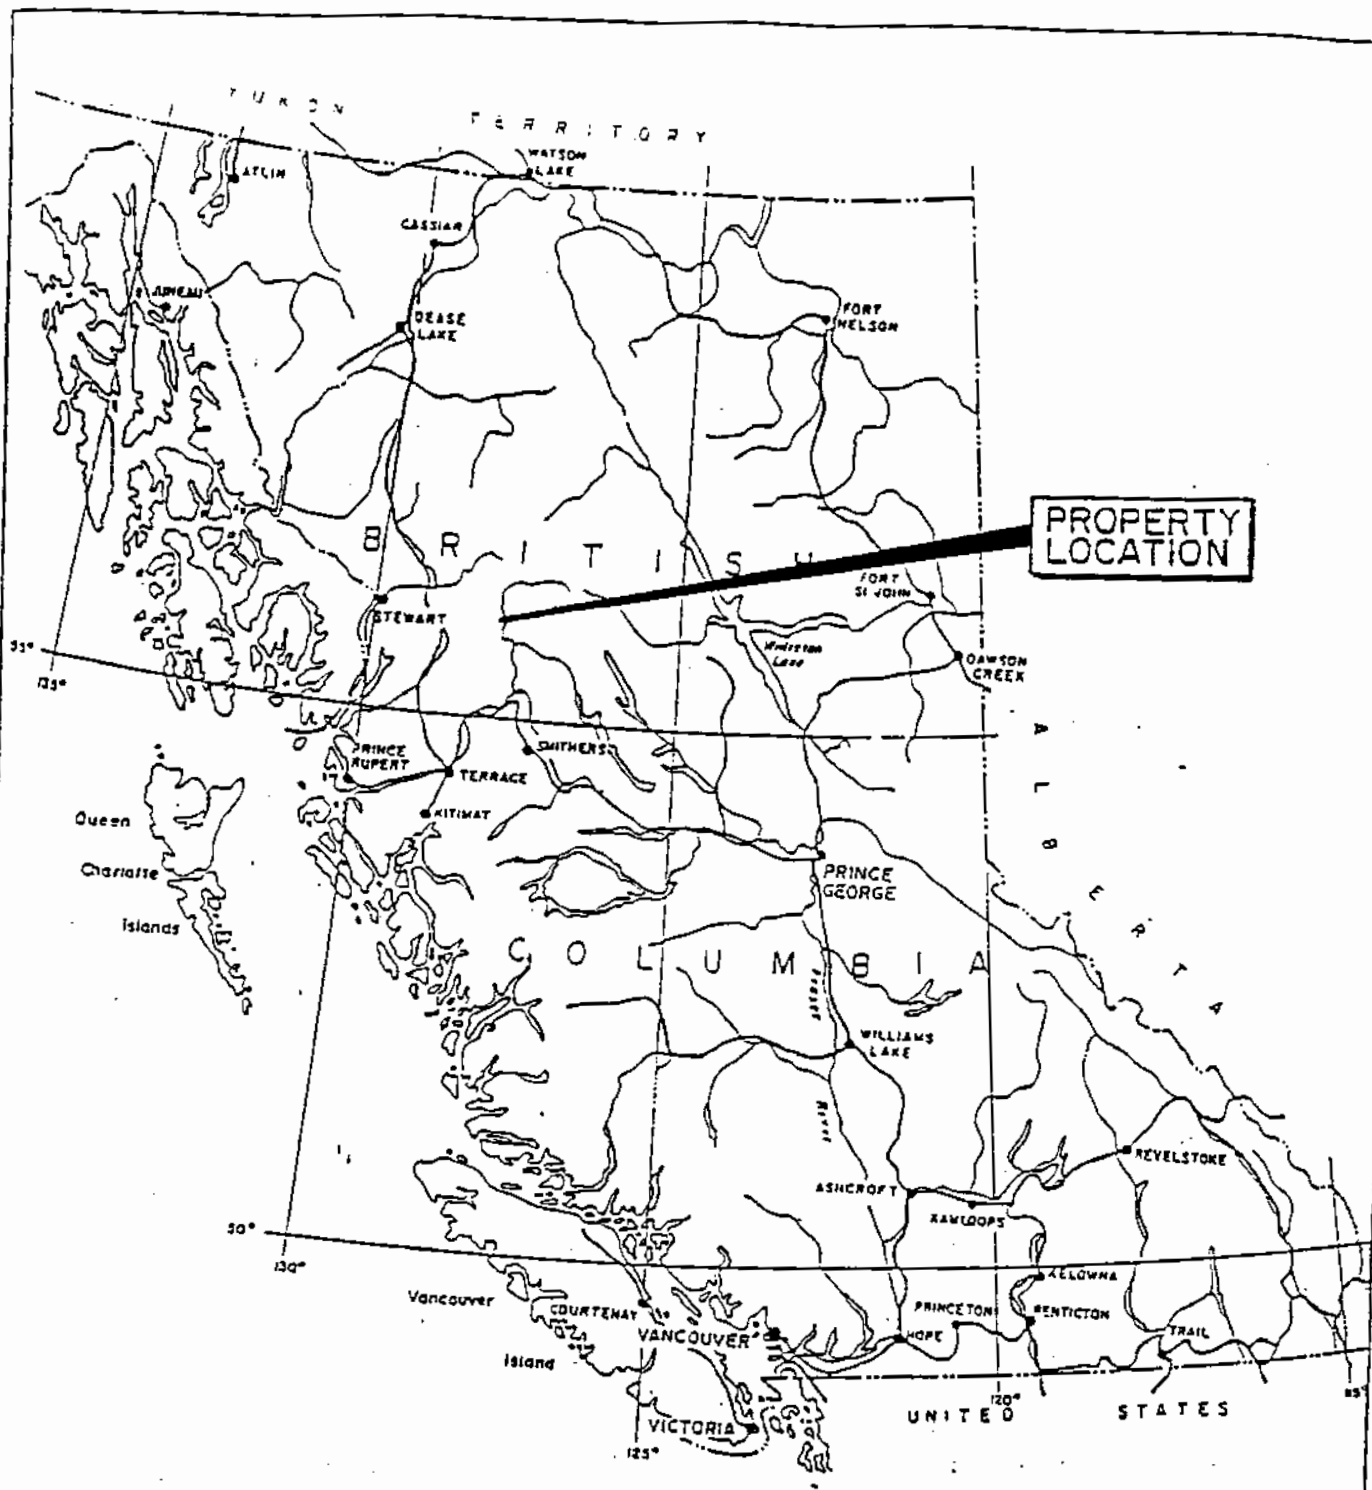 YUKON TERRITORY
WATSON
LAKE
ATLIN
CASSIAR
JUNEAU
DEASE
LAKE
FORT
NELSON
PROPERTY
LOCATION
BRITISH
FORT
ST JOHN
STEWART
Williston
Lake
DAWSON
CREEK
55°
135°
ALBERTA
PRINCE
RUPERT
SMITHERS
TERRACE
KITIMAT
Queen
Charlotte
Islands
PRINCE
GEORGE
COLUMBIA
Fraser
WILLIAMS
LAKE
River
REVELSTOKE
ASHCROFT
KAMLOOPS
50°
130°
KELOWNA
Vancouver
COURTENAY
PRINCETON
PENTICTON
VANCOUVER
HOPE
TRAIL
Island
120°
UNITED STATES
VICTORIA
125°